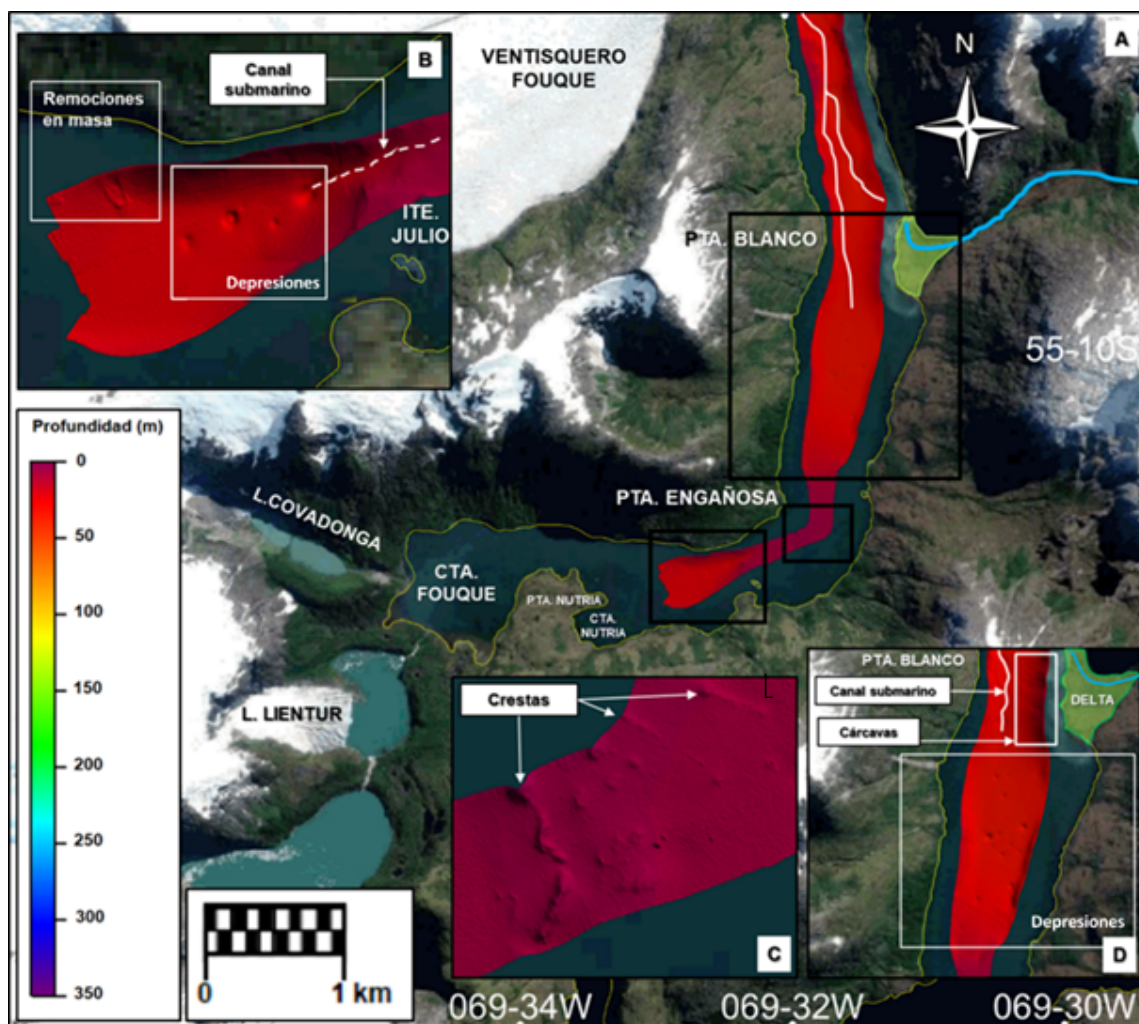 B
Canal
submarino
Remociones
en masa
ITE.
JULIO
Depresiones
VENTISQUERO
FOUQUE
A
N
PTA. BLANCO
55-10S
Profundidad (m)
0
50
100
150
200
250
300
350
L.COVADONGA
PTA. ENGAÑOSA
CTA.
FOUQUE
PTA. NUTRIA
CTA.
NUTRIA
L. LIENTUR
Crestas
C
PTA. BLANCO
Canal submarino
DELTA
Cárcavas
Depresiones
D
0
1 km
069-34W
069-32W
069-30W